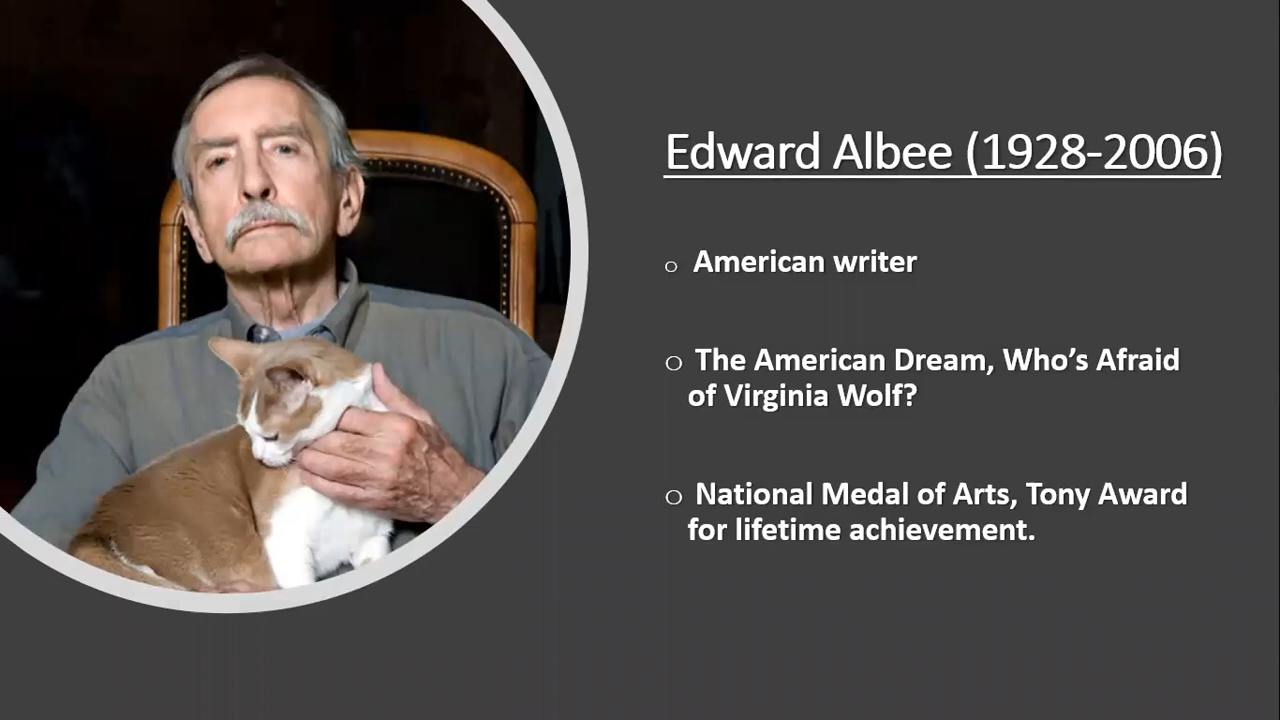 Edward Albee (1928-2006)
o American writer
o The American Dream, Who’s Afraid
of Virginia Wolf?
o National Medal of Arts, Tony Award
for lifetime achievement.